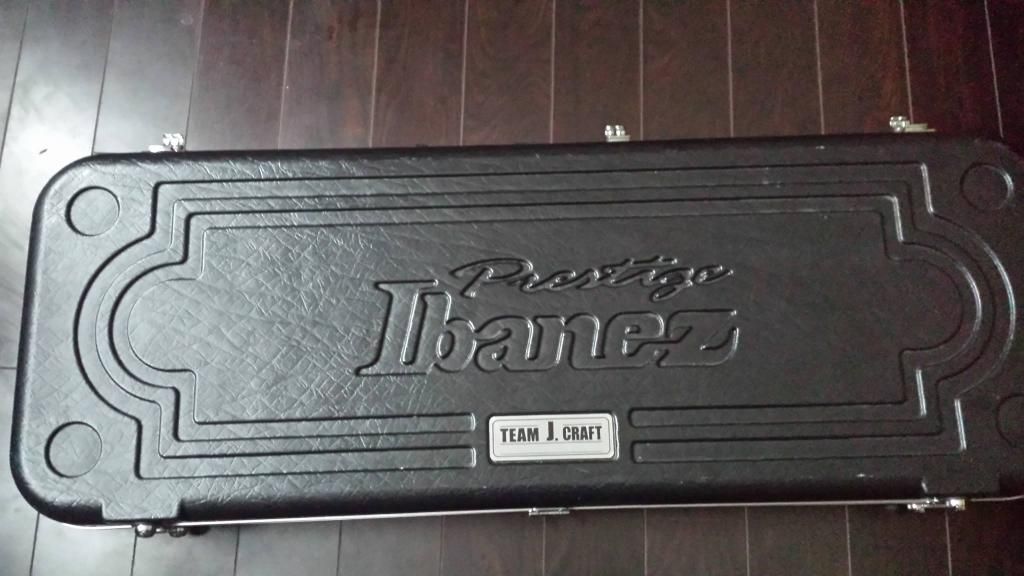 Prestige
Ibanez
TEAM J. CRAFT